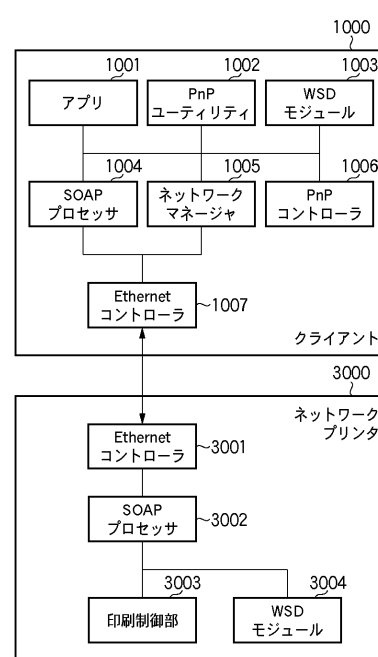 1000
1001
1002
1003
アプリ
PnP
ユーティリティ
WSD
モジュール
1004
1005
1006
SOAP
プロセッサ
ネットワーク
マネージャ
PnP
コントローラ
Ethernet
コントローラ
1007
クライアント
3000
ネットワーク
プリンタ
Ethernet
コントローラ
3001
SOAP
プロセッサ
3002
3003
3004
印刷制御部
WSD
モジュール